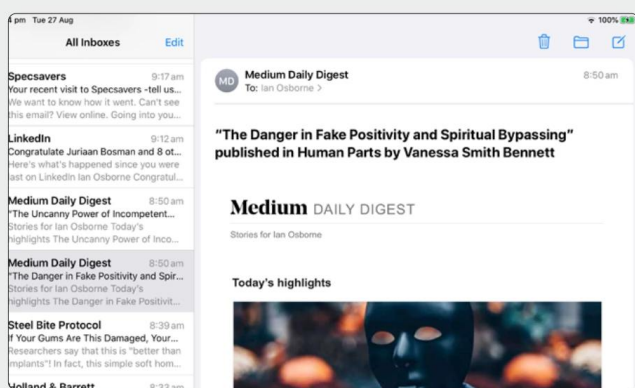 pm Tue 27 Aug
100%
All Inboxes
Edit
Specsavers 9:17 am
Your recent visit to Specsavers -tell us...
We want to know how it went. Can't see
this email? View online. Going into you...
LinkedIn 9:12 am
Congratulate Juriaan Bosman and 8 ot...
Here's what's happened since you were
last on LinkedIn Ian Osborne Congratul...
Medium Daily Digest 8:50 am
"The Uncanny Power of Incompetent...
Stories for Ian Osborne Today's
highlights The Uncanny Power of Inco...
Medium Daily Digest 8:50 am
"The Danger in Fake Positivity and Spir...
Stories for Ian Osborne Today's
highlights The Danger in Fake Positivit...
Steel Bite Protocol 8:39 am
If Your Gums Are This Damaged, Your...
Researchers say that this is "better than
implants"! In fact, this simple soft hom...
Holland & Barrett 8:33 am
MD
Medium Daily Digest 8:50 am
To: Ian Osborne >
"The Danger in Fake Positivity and Spiritual Bypassing"
published in Human Parts by Vanessa Smith Bennett
Medium DAILY DIGEST
Stories for Ian Osborne
Today's highlights